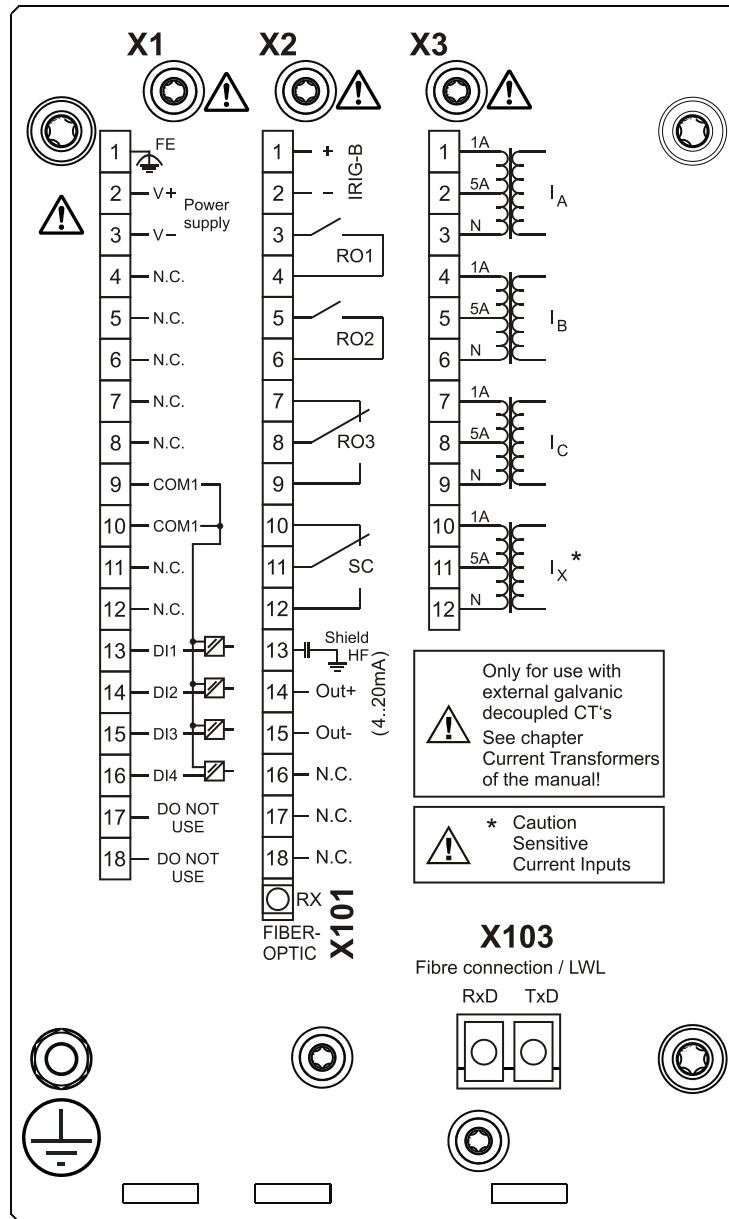 X1
X2
X3
1 FE
2 V+ Power
supply
3 V–
4 N.C.
5 N.C.
6 N.C.
7 N.C.
8 N.C.
9 COM1
10 COM1
11 N.C.
12 N.C.
13 DI1
14 DI2
15 DI3
16 DI4
17 DO NOT
USE
18 DO NOT
USE
1 +
2 –
IRIG-B
3
4
RO1
5
6
RO2
7
8 RO3
9
10
11 SC
12
13 Shield
HF
14 Out+
15 Out-
(4..20mA)
16 N.C.
17 N.C.
18 N.C.
RX
FIBER-
OPTIC
X101
1 1A
2 5A IA
3 N
4 1A
5 5A IB
6 N
7 1A
8 5A IC
9 N
10 1A
11 5A IX *
12 N
Only for use with
external galvanic
decoupled CT‘s
See chapter
Current Transformers
of the manual!
* Caution
Sensitive
Current Inputs
X103
Fibre connection / LWL
RxD TxD